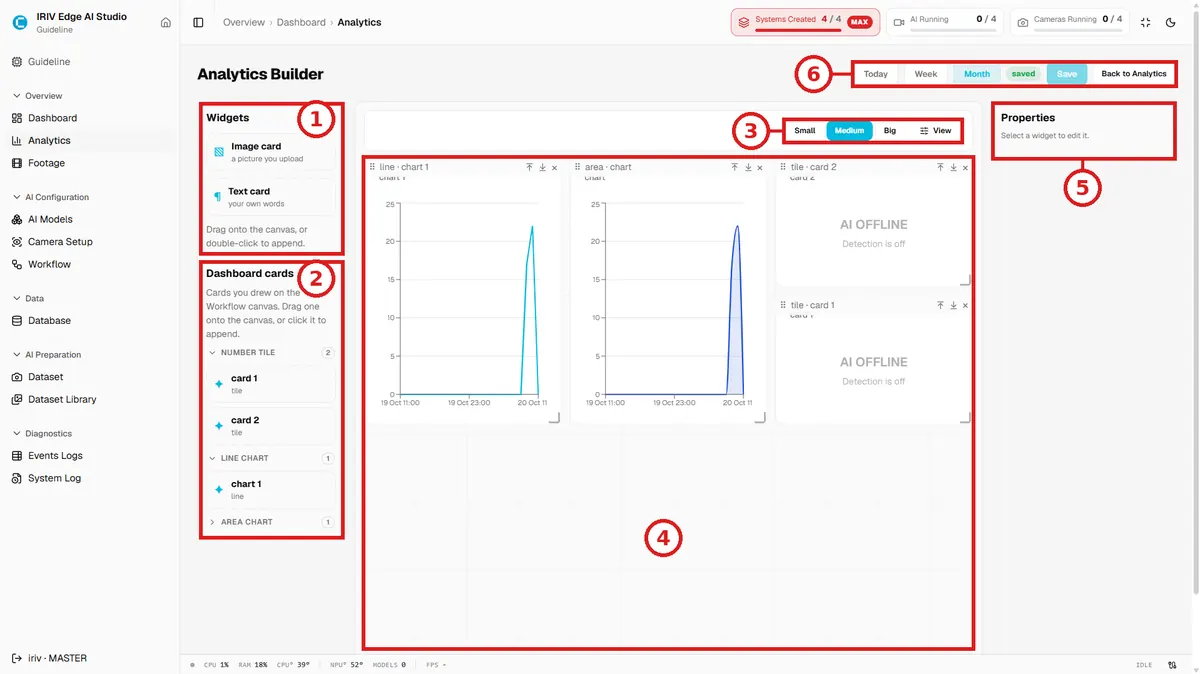 IRIV Edge AI Studio
Guideline
Overview › Dashboard › Analytics
Systems Created 4 / 4 MAX
AI Running 0 / 4
Cameras Running 0 / 4
Guideline
Overview
Dashboard
Analytics
Footage
AI Configuration
AI Models
Camera Setup
Workflow
Data
Database
AI Preparation
Dataset
Dataset Library
Diagnostics
Events Logs
System Log
iriv - MASTER
Analytics Builder
6
Today Week Month saved Save Back to Analytics
Widgets
1
Image card
a picture you upload
Text card
your own words
Drag onto the canvas, or
double-click to append.
Dashboard cards
2
Cards you drew on the
Workflow canvas. Drag one
onto the canvas, or click it to
append.
NUMBER TILE 2
card 1
tile
card 2
tile
LINE CHART 1
chart 1
line
AREA CHART 1
3
Small Medium Big View
line · chart 1
chart 1
25
20
15
10
5
0
19 Oct 11:00 19 Oct 23:00 20 Oct 11
area · chart
chart
25
20
15
10
5
0
19 Oct 11:00 19 Oct 23:00 20 Oct 11
tile · card 2
card 2
AI OFFLINE
Detection is off
tile · card 1
card 1
AI OFFLINE
Detection is off
4
Properties
Select a widget to edit it.
5
CPU 1% RAM 18% CPU° 39° NPU° 52° MODELS 0 FPS -
IDLE